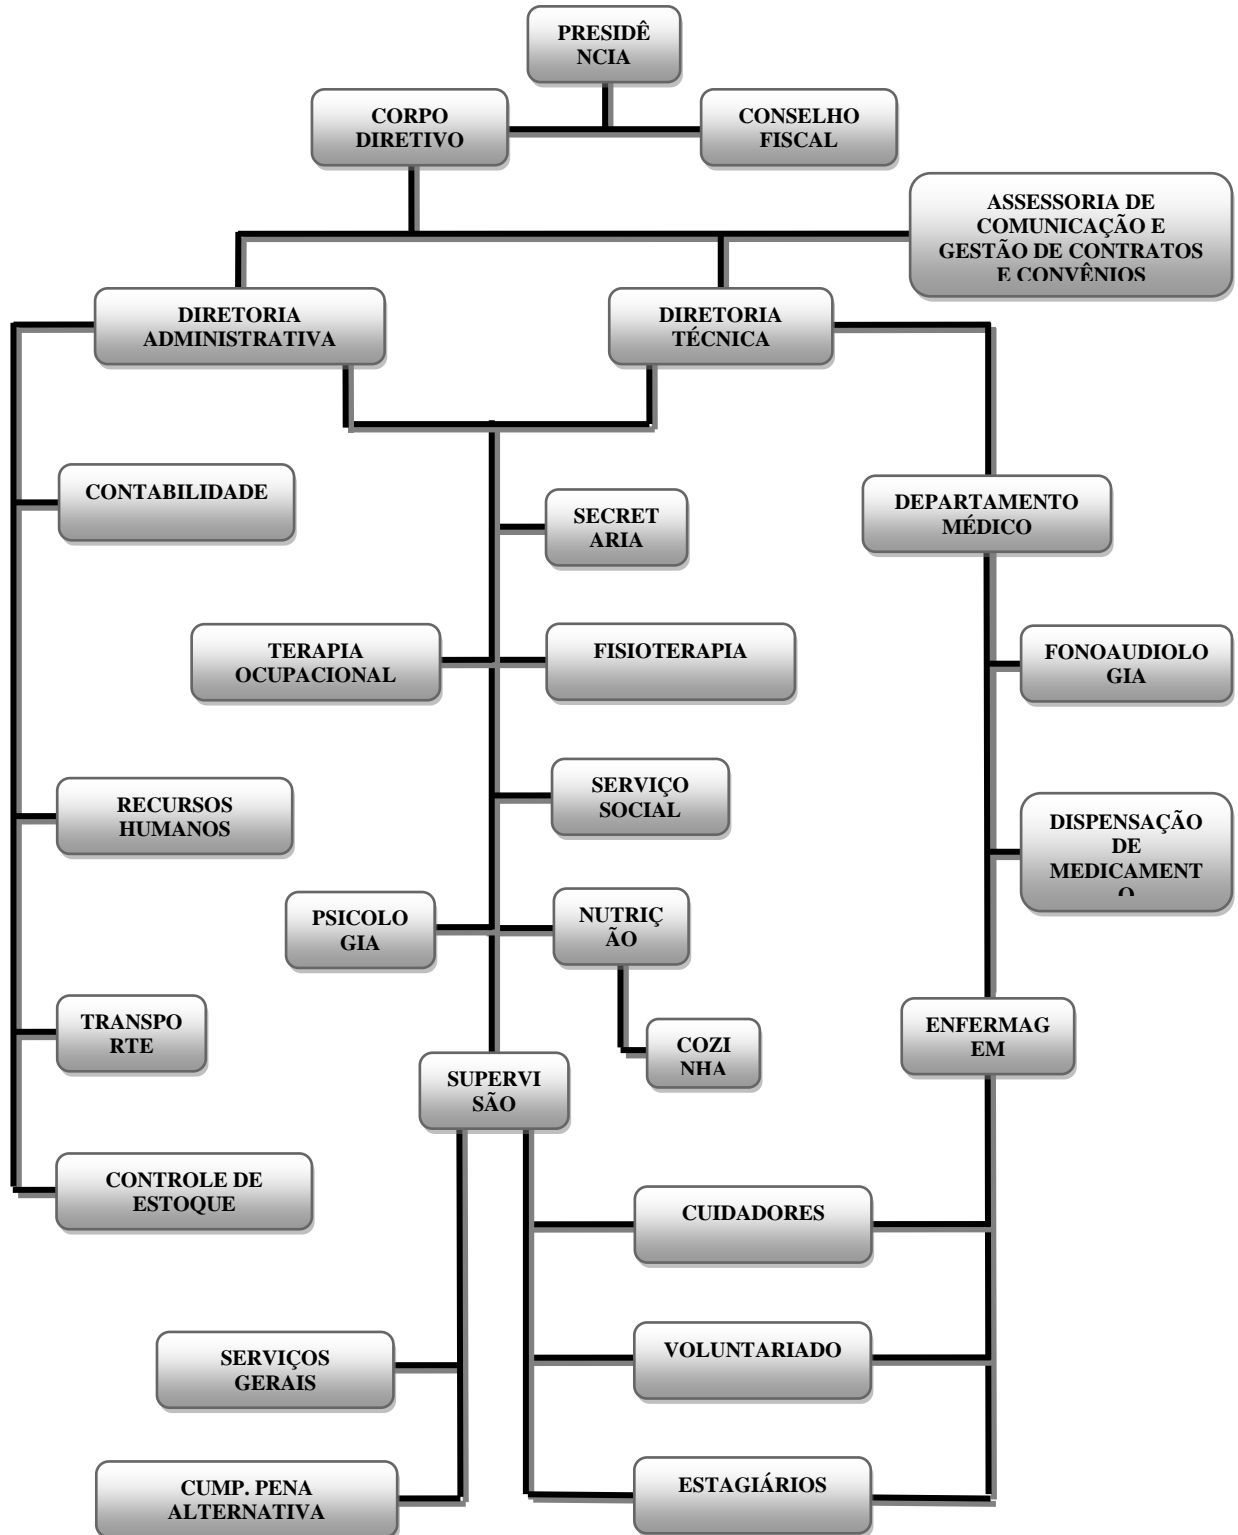 PRESIDÊ
NCIA
CORPO
DIRETIVO
CONSELHO
FISCAL
ASSESSORIA DE
COMUNICAÇÃO E
GESTÃO DE CONTRATOS
E CONVÊNIOS
DIRETORIA
ADMINISTRATIVA
DIRETORIA
TÉCNICA
CONTABILIDADE
SECRET
ARIA
DEPARTAMENTO
MÉDICO
TERAPIA
OCUPACIONAL
FISIOTERAPIA
FONOAUDIOLO
GIA
RECURSOS
HUMANOS
SERVIÇO
SOCIAL
DISPENSAÇÃO
DE
MEDICAMENT
O
PSICOLO
GIA
NUTRIÇ
ÃO
TRANSPO
RTE
COZI
NHA
ENFERMAG
EM
SUPERVI
SÃO
CONTROLE DE
ESTOQUE
CUIDADORES
SERVIÇOS
GERAIS
VOLUNTARIADO
CUMP. PENA
ALTERNATIVA
ESTAGIÁRIOS